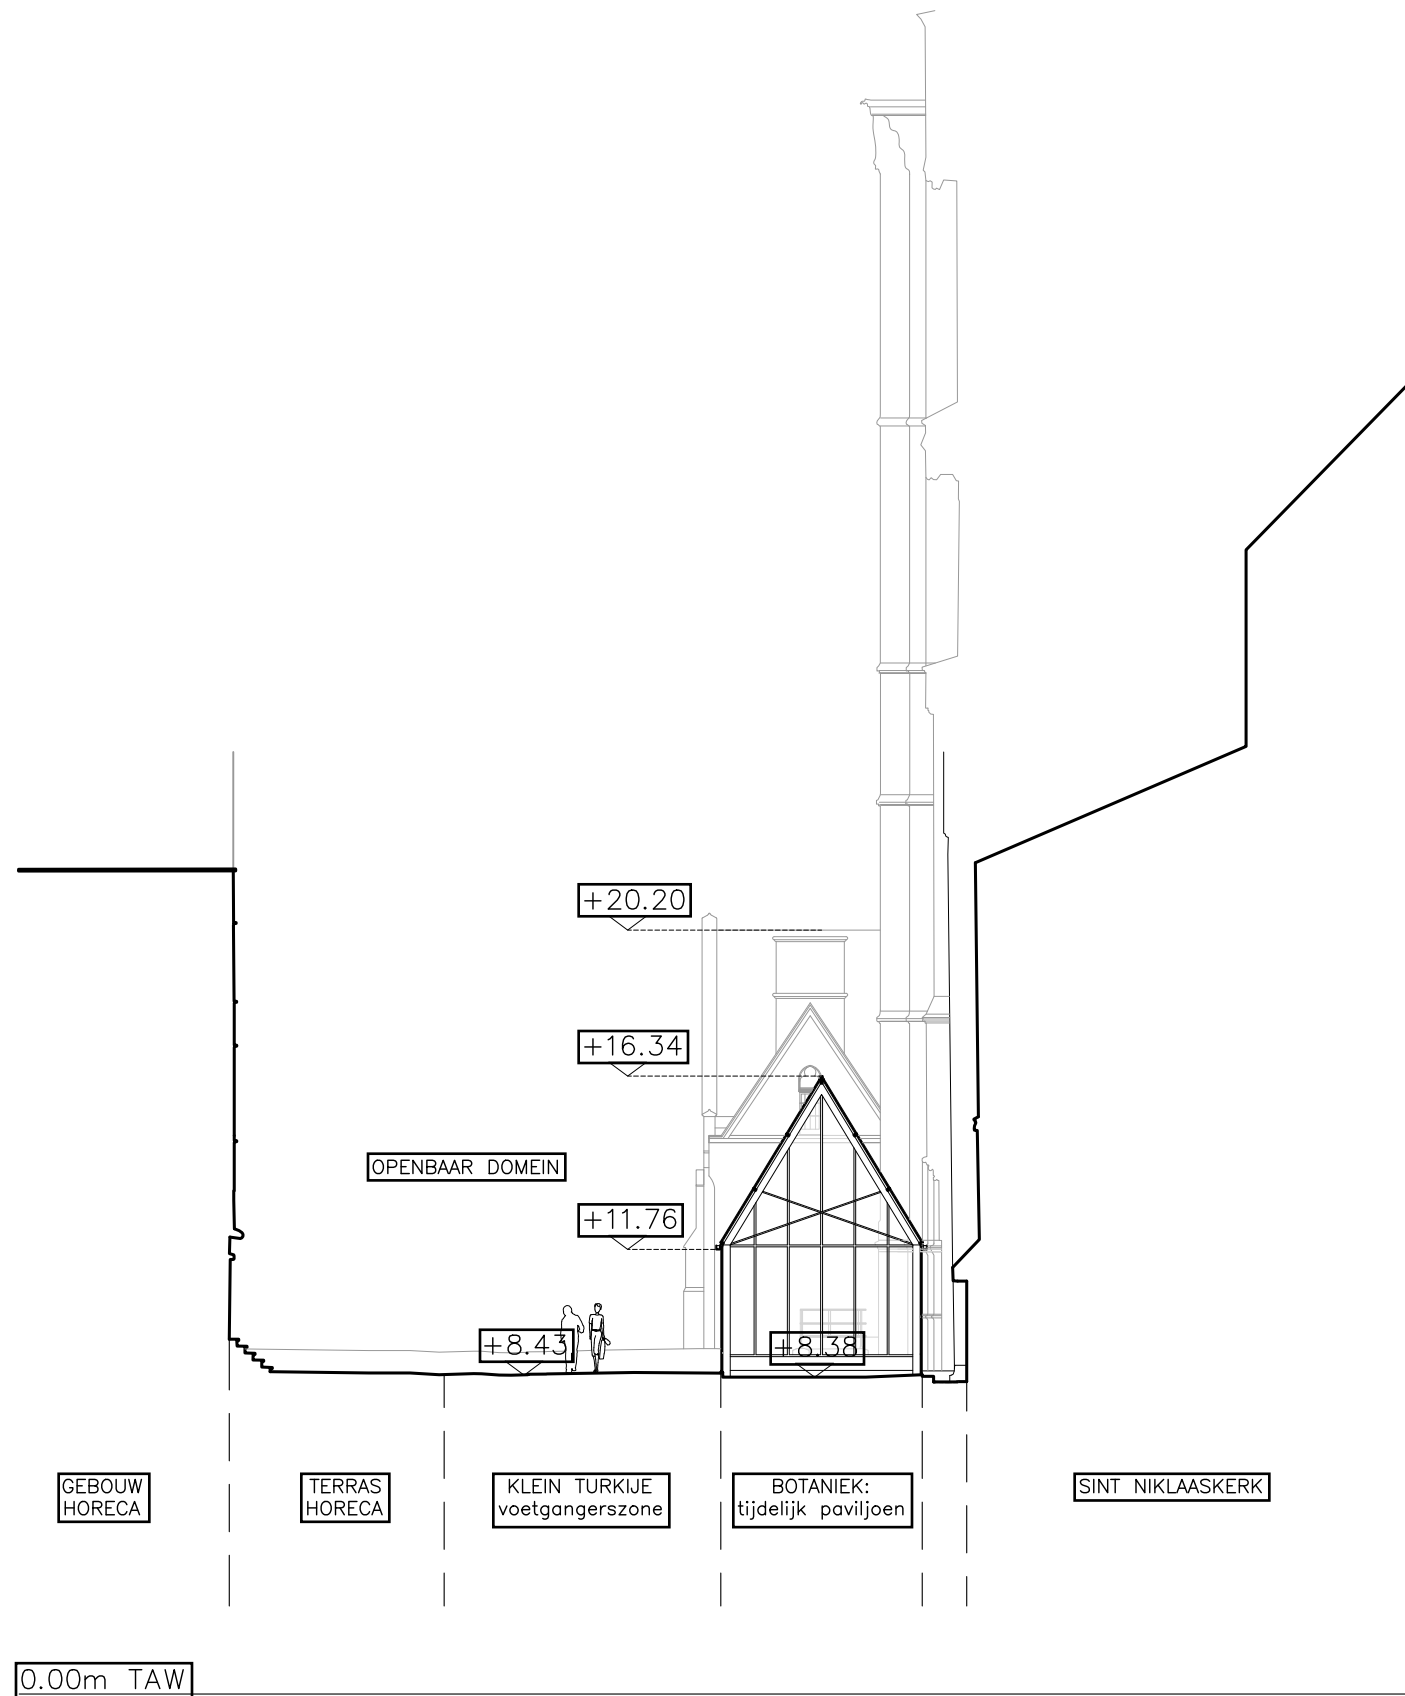 +20.20
+16.34
OPENBAAR DOMEIN
+11.76
+8.43
+8.38
GEBOUW
HORECA
TERRAS
HORECA
KLEIN TURKIJE
voetgangerszone
BOTANIEK:
tijdelijk paviljoen
SINT NIKLAASKERK
0.00m TAW